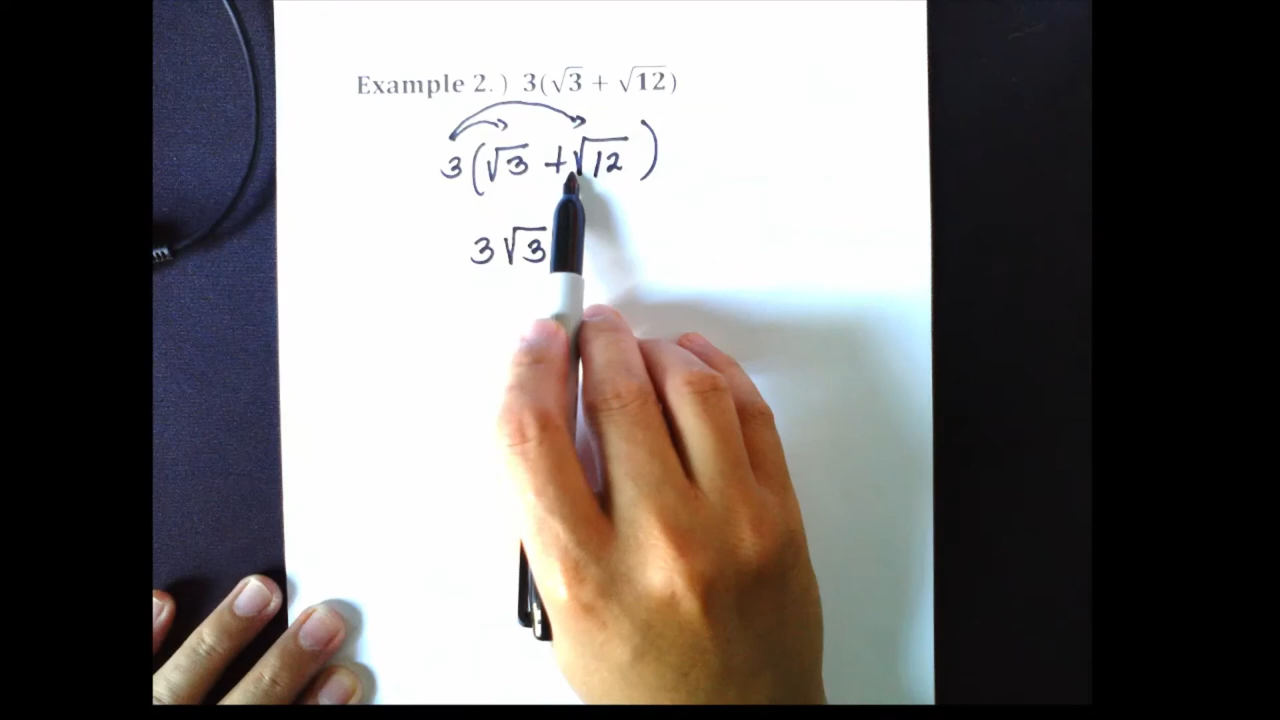 Example 2.) 3(√3 + √12)
3(√3 + √12)
3√3